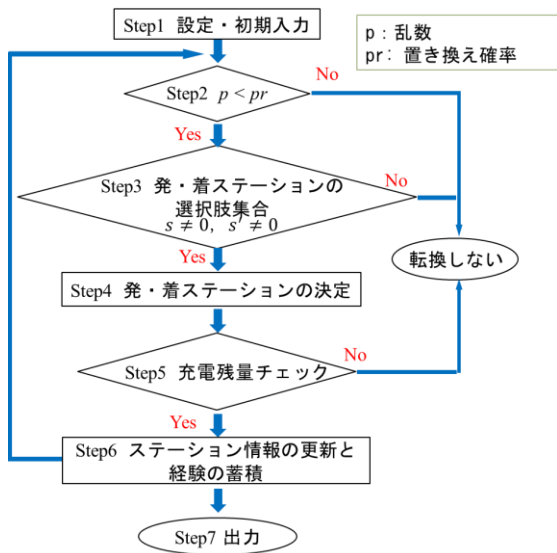 Step1 設定・初期入力
p：乱数
pr：置き換え確率
Step2 p < pr
No
Yes
Step3 発・着ステーションの
選択肢集合
s ≠ 0, s' ≠ 0
No
Yes
転換しない
Step4 発・着ステーションの決定
Step5 充電残量チェック
No
Yes
Step6 ステーション情報の更新と
経験の蓄積
Step7 出力